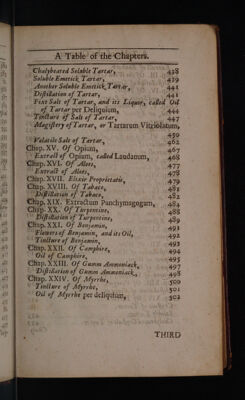 A Table of the Chapters.
Chalybeated Soluble Tartar, 438
Soluble Emetick Tartar, 439
Another Soluble Emetick Tartar, 441
Distillation of Tartar, 441
Fixt Salt of Tartar, and its Liquor, called Oil
of Tartar per Deliquium, 444
Tincture of Salt of Tartar, 447
Magistery of Tartar, or Tartarum Vitriolatum,
450
Volatile Salt of Tartar,
Chap. XV. Of Opium, 467
Extract of Opium, called Laudanum, 468
Chap. XVI. Of Aloes, 477
Extract of Aloes,
Chap. XVII. Elixir Proprietatis, 479
Chap. XVIII. Of Tabaco, 481
Distillation of Tabaco, 482
Chap. XIX. Extractum Panchymagogum, 484
Chap. XX. Of Turpentine, 488
Distillation of Turpentine, 489
Chap. XXI. Of Benjamin, 491
Flowers of Benjamin, and its Oil, 492
Tincture of Benjamin, 494
Chap. XXII. Of Camphire, 494
Oil of Camphire, 495
Chap. XXIII. Of Gumm Ammoniack, 497
Distillation of Gumm Ammoniack, 498
Chap. XXIV. Of Myrrhe, 500
Tincture of Myrrhe, 501
Oil of Myrrhe per deliquium, 502
THIRD